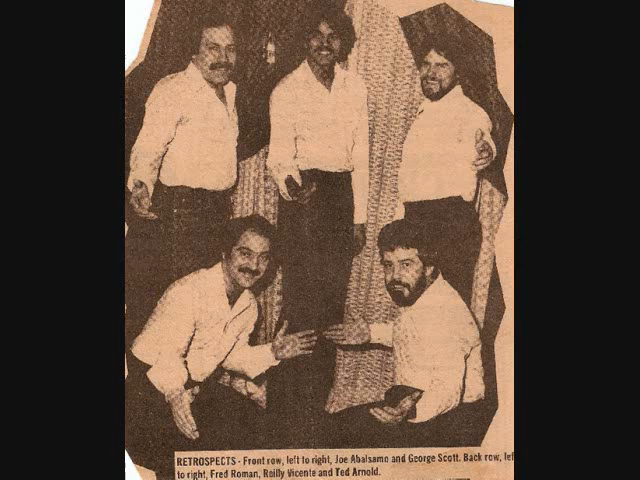 RETROSPECTS - Front row, left to right, Joe Abalsamo and George Scott. Back row, lef
to right, Fred Roman, Reilly Vicente and Ted Arnold.